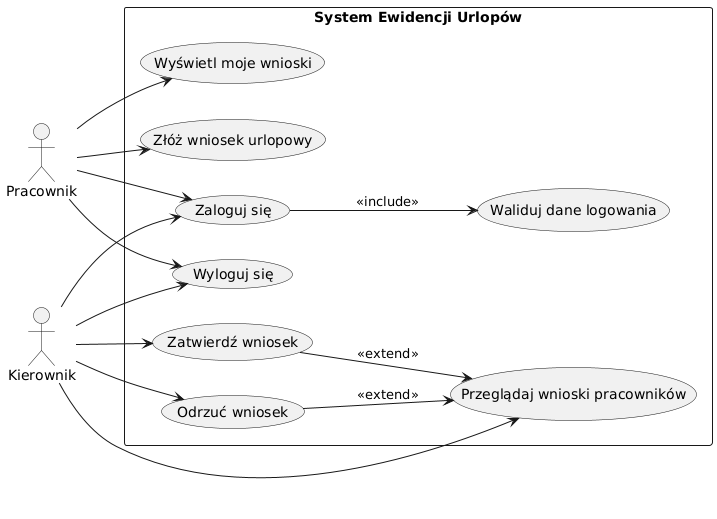 System Ewidencji Urlopów
Wyświetl moje wnioski
Pracownik
Złóż wniosek urlopowy
Zaloguj się
«include»
Waliduj dane logowania
Wyloguj się
Kierownik
Zatwierdź wniosek
«extend»
Odrzuć wniosek
«extend»
Przeglądaj wnioski pracowników